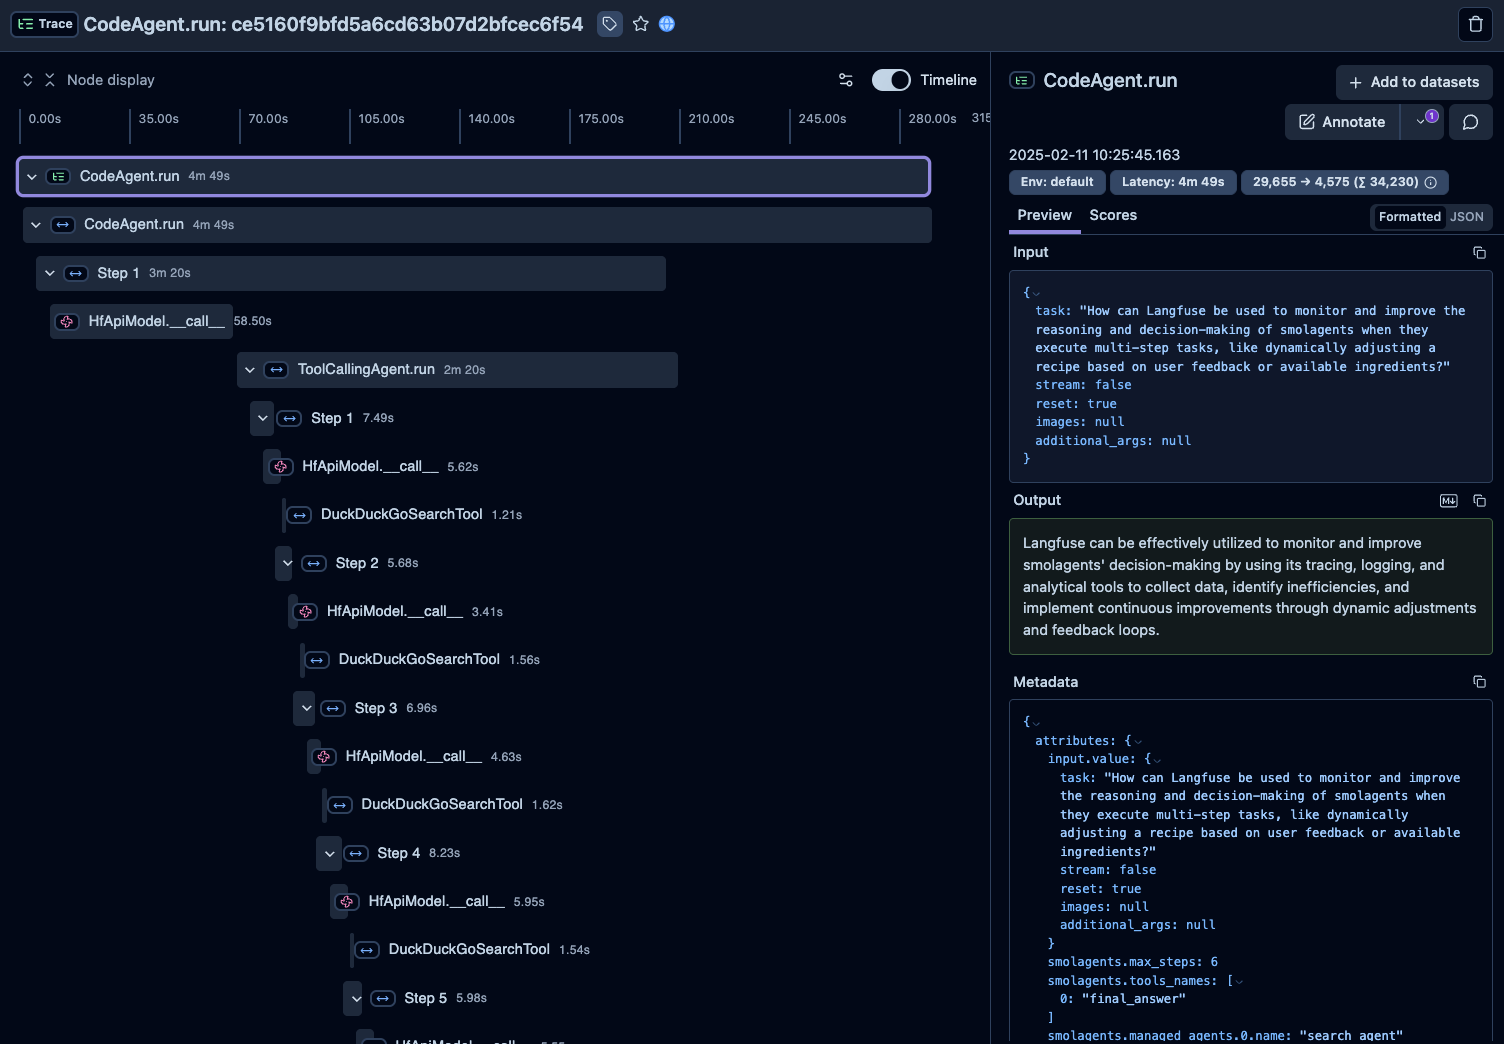 Trace CodeAgent.run: ce5160f9bfd5a6cd63b07d2bfcec6f54
Node display
Timeline
0.00s 35.00s 70.00s 105.00s 140.00s 175.00s 210.00s 245.00s 280.00s 315
CodeAgent.run 4m 49s
CodeAgent.run 4m 49s
Step 1 3m 20s
HfApiModel.__call__ 58.50s
ToolCallingAgent.run 2m 20s
Step 1 7.49s
HfApiModel.__call__ 5.62s
DuckDuckGoSearchTool 1.21s
Step 2 5.68s
HfApiModel.__call__ 3.41s
DuckDuckGoSearchTool 1.56s
Step 3 6.96s
HfApiModel.__call__ 4.63s
DuckDuckGoSearchTool 1.62s
Step 4 8.23s
HfApiModel.__call__ 5.95s
DuckDuckGoSearchTool 1.54s
Step 5 5.98s
HfApiModel.__call__
CodeAgent.run
Add to datasets
Annotate
1
2025-02-11 10:25:45.163
Env: default Latency: 4m 49s 29,655 → 4,575 (∑ 34,230)
Preview Scores
Formatted JSON
Input
{
task: "How can Langfuse be used to monitor and improve the
reasoning and decision-making of smolagents when they
execute multi-step tasks, like dynamically adjusting a
recipe based on user feedback or available ingredients?"
stream: false
reset: true
images: null
additional_args: null
}
Output
M↓
Langfuse can be effectively utilized to monitor and improve
smolagents' decision-making by using its tracing, logging, and
analytical tools to collect data, identify inefficiencies, and
implement continuous improvements through dynamic adjustments
and feedback loops.
Metadata
{
attributes: {
input.value: {
task: "How can Langfuse be used to monitor and improve
the reasoning and decision-making of smolagents when
they execute multi-step tasks, like dynamically
adjusting a recipe based on user feedback or available
ingredients?"
stream: false
reset: true
images: null
additional_args: null
}
smolagents.max_steps: 6
smolagents.tools_names: [
0: "final_answer"
]
smolagents.managed_agents.0.name: "search_agent"